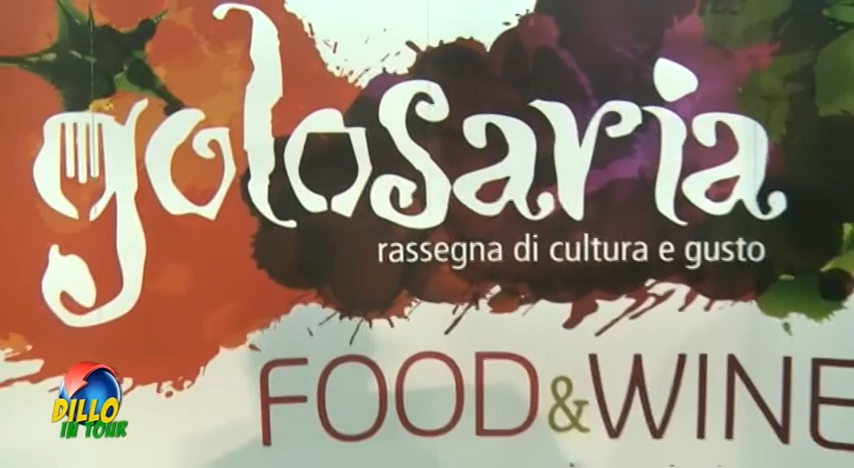 golosaria
rassegna di cultura e gusto
FOOD&WINE
DILLO
IN TOUR